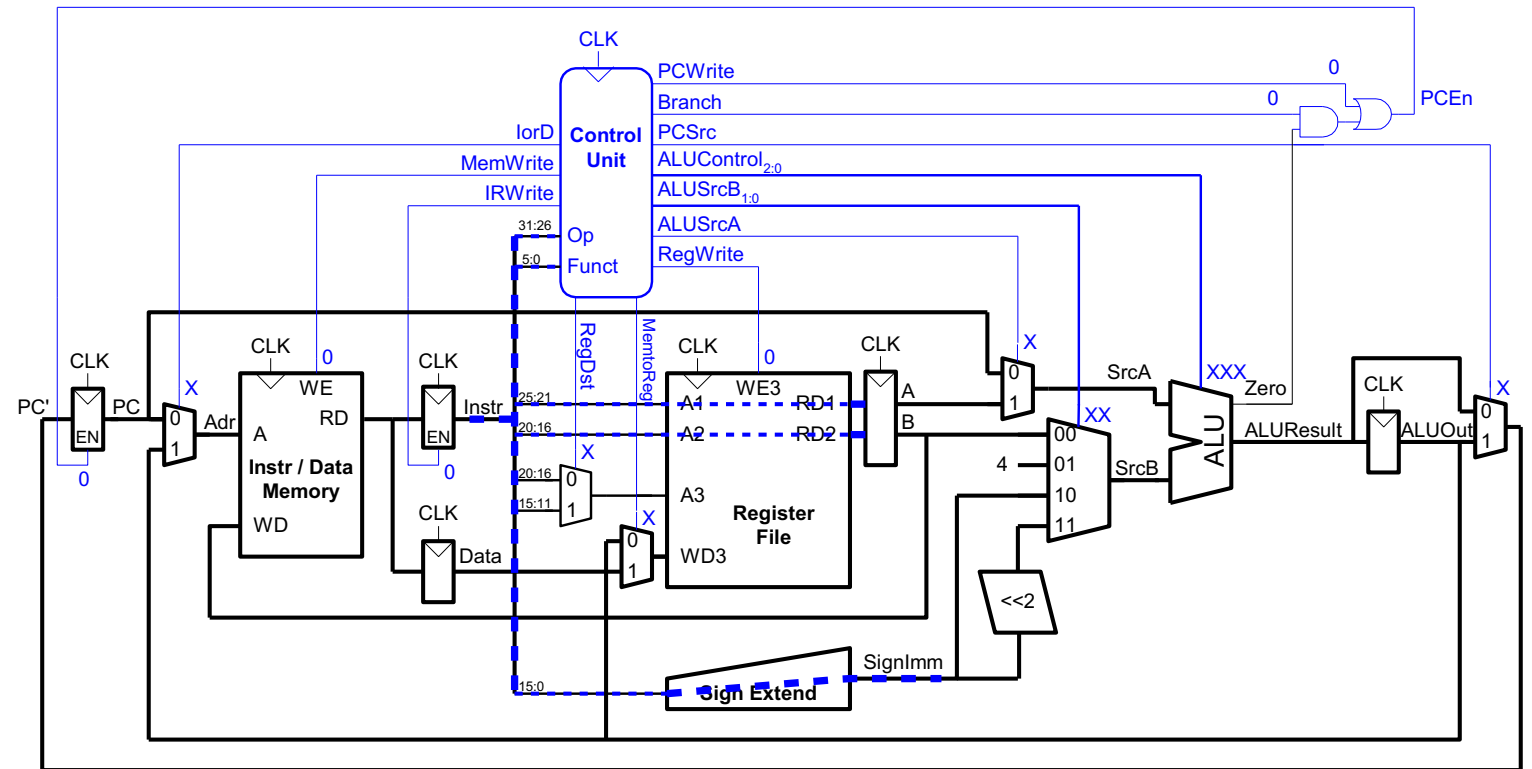 CLK
PCWrite
0
Branch
0
PCEn
IorD
Control
Unit
PCSrc
MemWrite
ALUControl2:0
IRWrite
ALUSrcB1:0
31:26
Op
ALUSrcA
5:0
Funct
RegWrite
RegDst
MemtoReg
CLK
CLK
CLK
CLK
CLK
CLK
X
0
0
X
XXX
X
WE
WE3
PC'
PC
EN
0
0
1
Adr
A
RD
Instr / Data
Memory
WD
EN
0
Instr
25:21
A1
RD1
A
20:16
A2
RD2
B
0
1
SrcA
X
XX
00
4
01
10
11
SrcB
ALU
Zero
ALUResult
ALUOut
0
1
20:16
15:11
0
1
A3
Register
File
X
CLK
Data
0
1
WD3
<<2
15:0
Sign Extend
SignImm